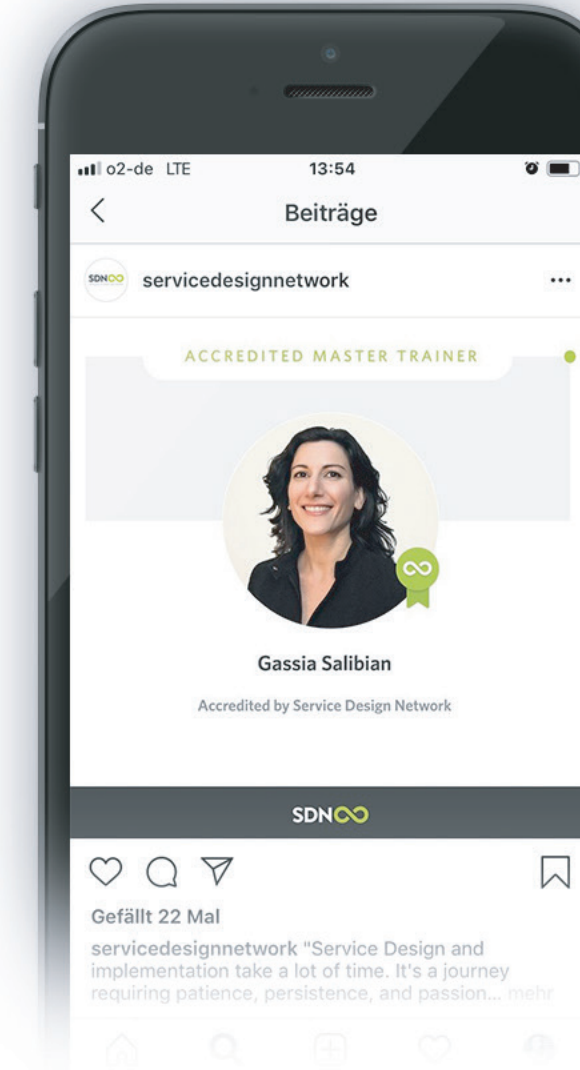 o2-de LTE 13:54
Beiträge
SDN servicedesignnetwork
ACCREDITED MASTER TRAINER
Gassia Salibian
Accredited by Service Design Network
SDN
Gefällt 22 Mal
servicedesignnetwork "Service Design and
implementation take a lot of time. It's a journey
requiring patience, persistence, and passion... mehr